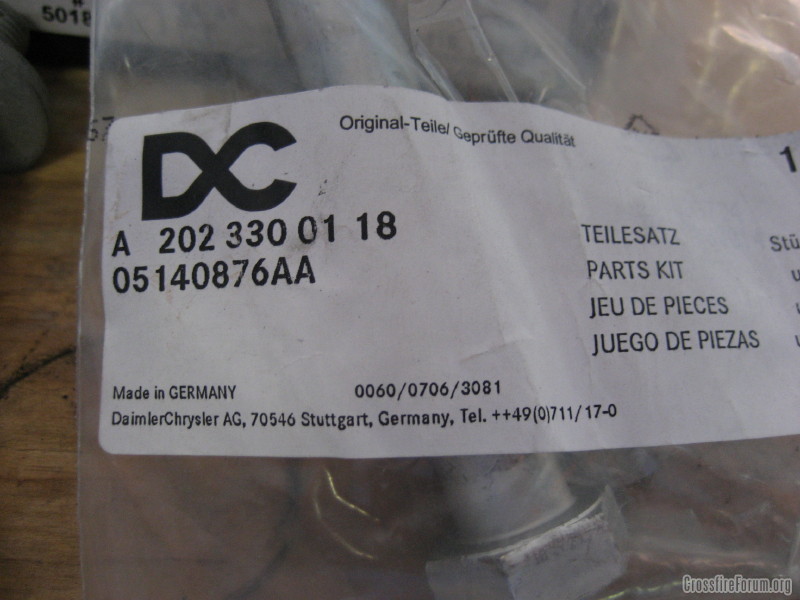 5018
DC
Original-Teile/ Geprüfte Qualität
1
A 202 330 01 18
05140876AA
TEILESATZ
PARTS KIT
JEU DE PIECES
JUEGO DE PIEZAS
Made in GERMANY
0060/0706/3081
DaimlerChrysler AG, 70546 Stuttgart, Germany, Tel. ++49(0)711/17-0
CrossfireForum.org